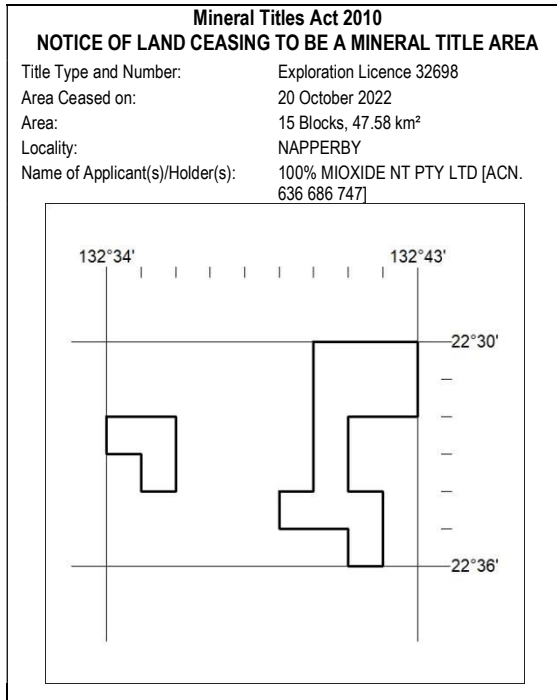 Mineral Titles Act 2010
NOTICE OF LAND CEASING TO BE A MINERAL TITLE AREA
Title Type and Number: Exploration Licence 32698
Area Ceased on: 20 October 2022
Area: 15 Blocks, 47.58 km²
Locality: NAPPERBY
Name of Applicant(s)/Holder(s): 100% MIOXIDE NT PTY LTD [ACN.
636 686 747]
132°34' 132°43'
22°30'
22°36'